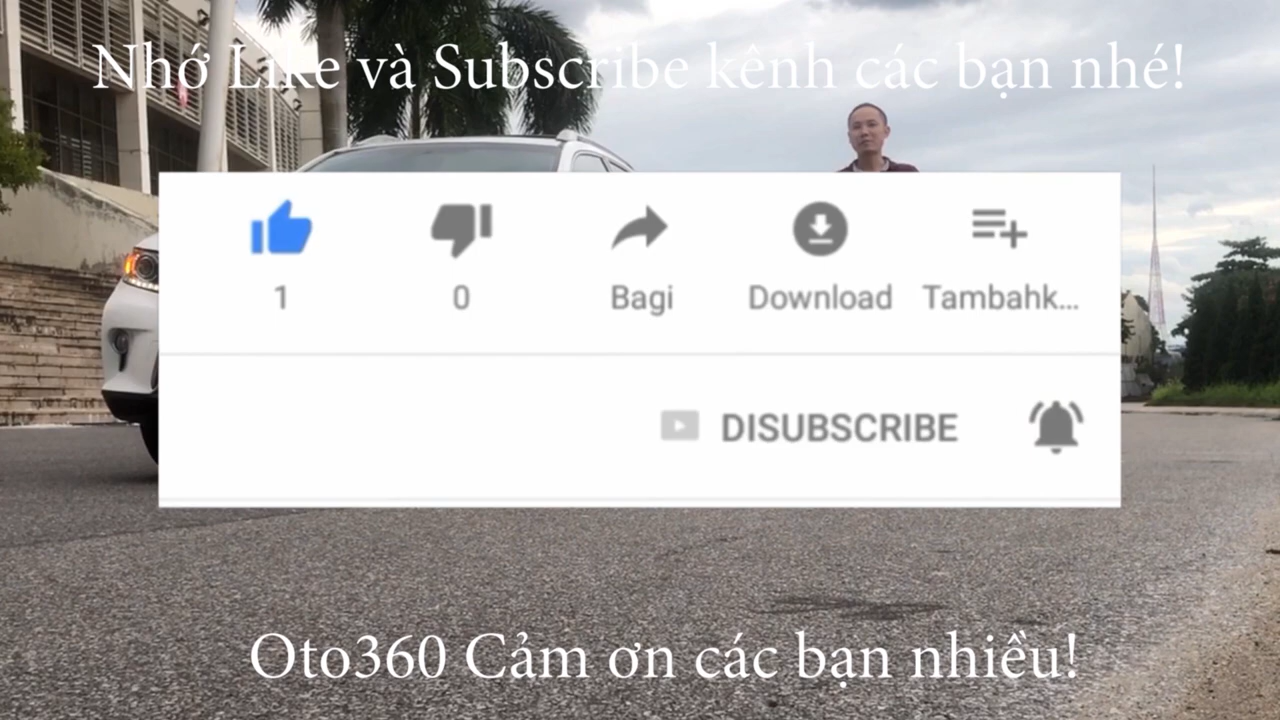 Nhớ Like và Subscribe kênh các bạn nhé!
1 0 Bagi Download Tambahk...
DISUBSCRIBE
Oto360 Cảm ơn các bạn nhiều!